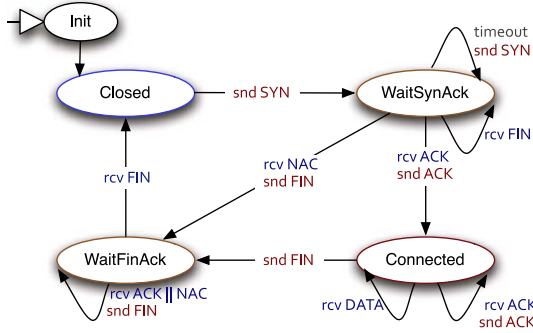 Init
timeout
snd SYN
Closed
snd SYN
WaitSynAck
rcv FIN
rcv NAC
snd FIN
rcv ACK
snd ACK
rcv FIN
WaitFinAck
snd FIN
Connected
rcv ACK || NAC
snd FIN
rcv DATA
rcv ACK
snd ACK